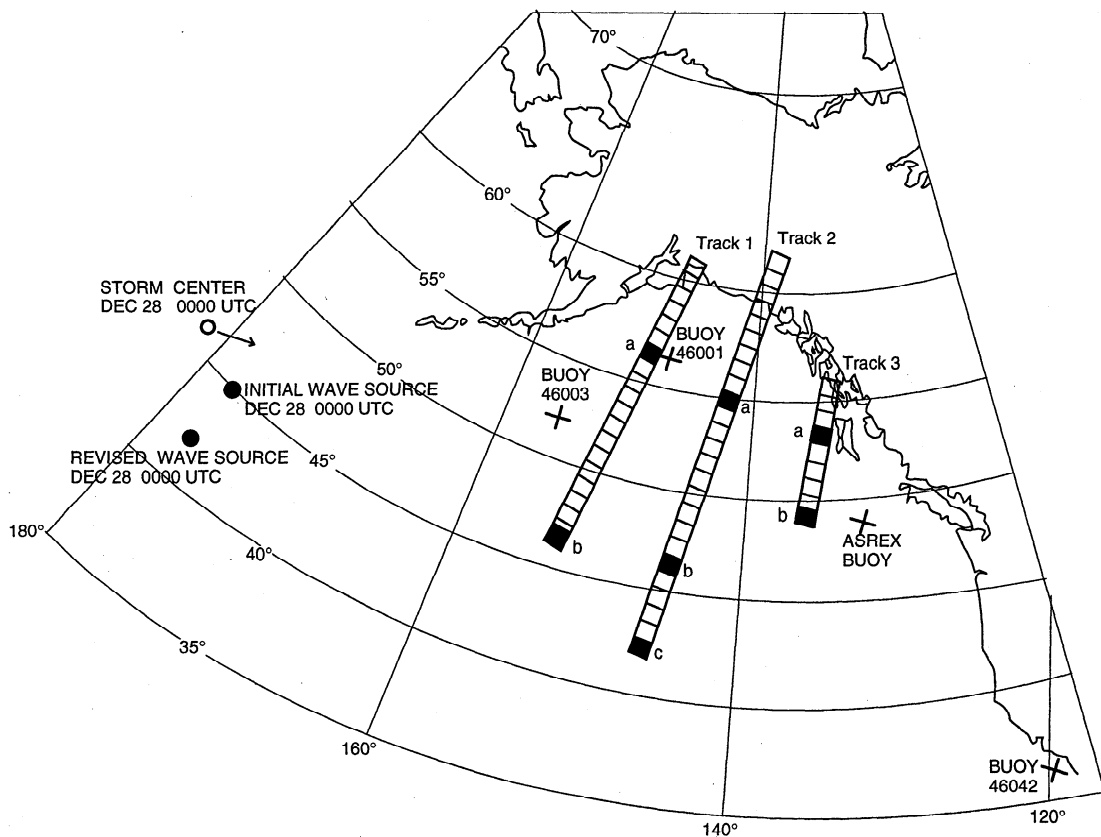 70°
60°
Track 1
Track 2
55°
STORM CENTER
DEC 28 0000 UTC
BUOY
46001
a
Track 3
50°
BUOY
46003
INITIAL WAVE SOURCE
DEC 28 0000 UTC
a
a
REVISED WAVE SOURCE
DEC 28 0000 UTC
45°
b
180°
ASREX
BUOY
b
40°
b
35°
c
160°
BUOY
46042
140°
120°